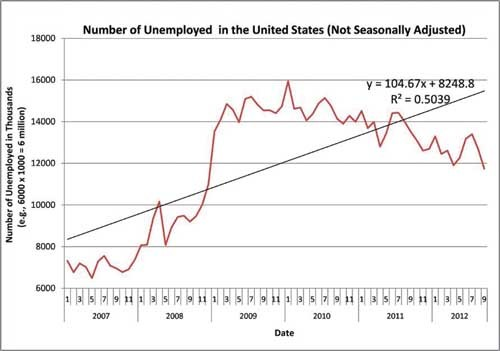 Number of Unemployed in the United States (Not Seasonally Adjusted)
18000
16000
14000
12000
10000
8000
6000
Number of Unemployed in Thousands
(e.g., 6000 x 1000 = 6 million)
y = 104.67x + 8248.8
R² = 0.5039
1 3 5 7 9 11 1 3 5 7 9 11 1 3 5 7 9 11 1 3 5 7 9 11 1 3 5 7 9 11 1 3 5 7 9
2007 2008 2009 2010 2011 2012
Date